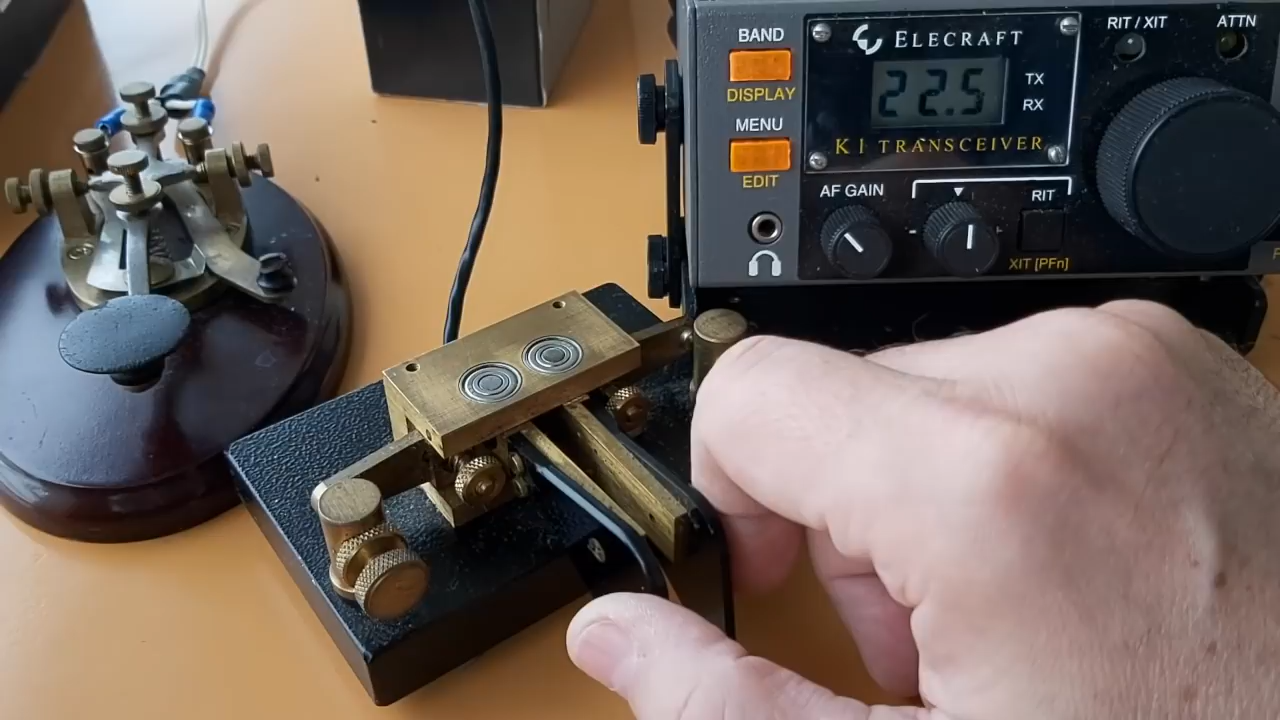 BAND
DISPLAY
MENU
EDIT
ELECRAFT
22.5
TX
RX
K1 TRANSCEIVER
RIT / XIT
ATTN
AF GAIN
RIT
XIT [PFn]